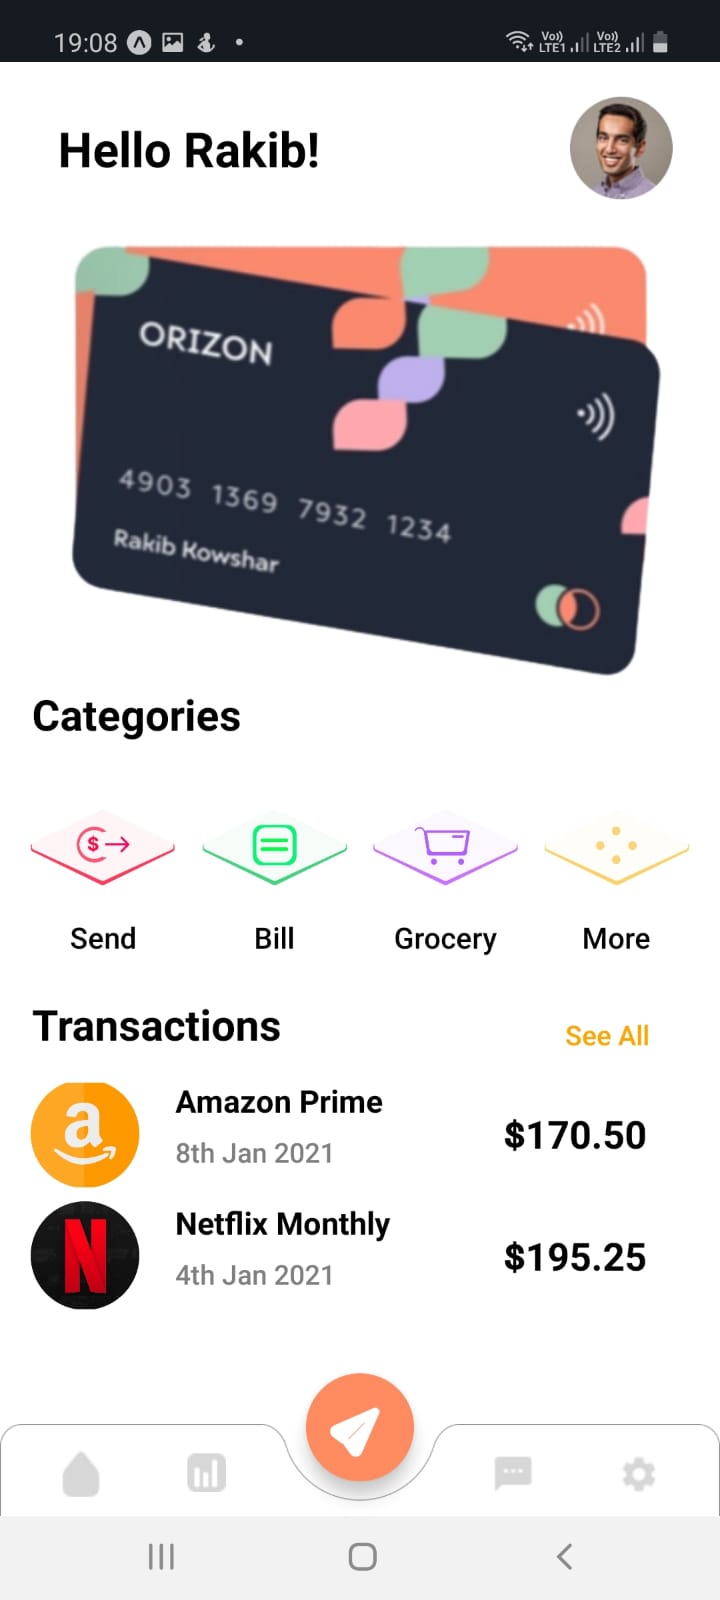 19:08
Vo)) LTE1 Vo)) LTE2
Hello Rakib!
ORIZON
4903 1369 7932 1234
Rakib Kowshar
Categories
$
Send
Bill
Grocery
More
Transactions
See All
a
Amazon Prime
8th Jan 2021
$170.50
N
Netflix Monthly
4th Jan 2021
$195.25